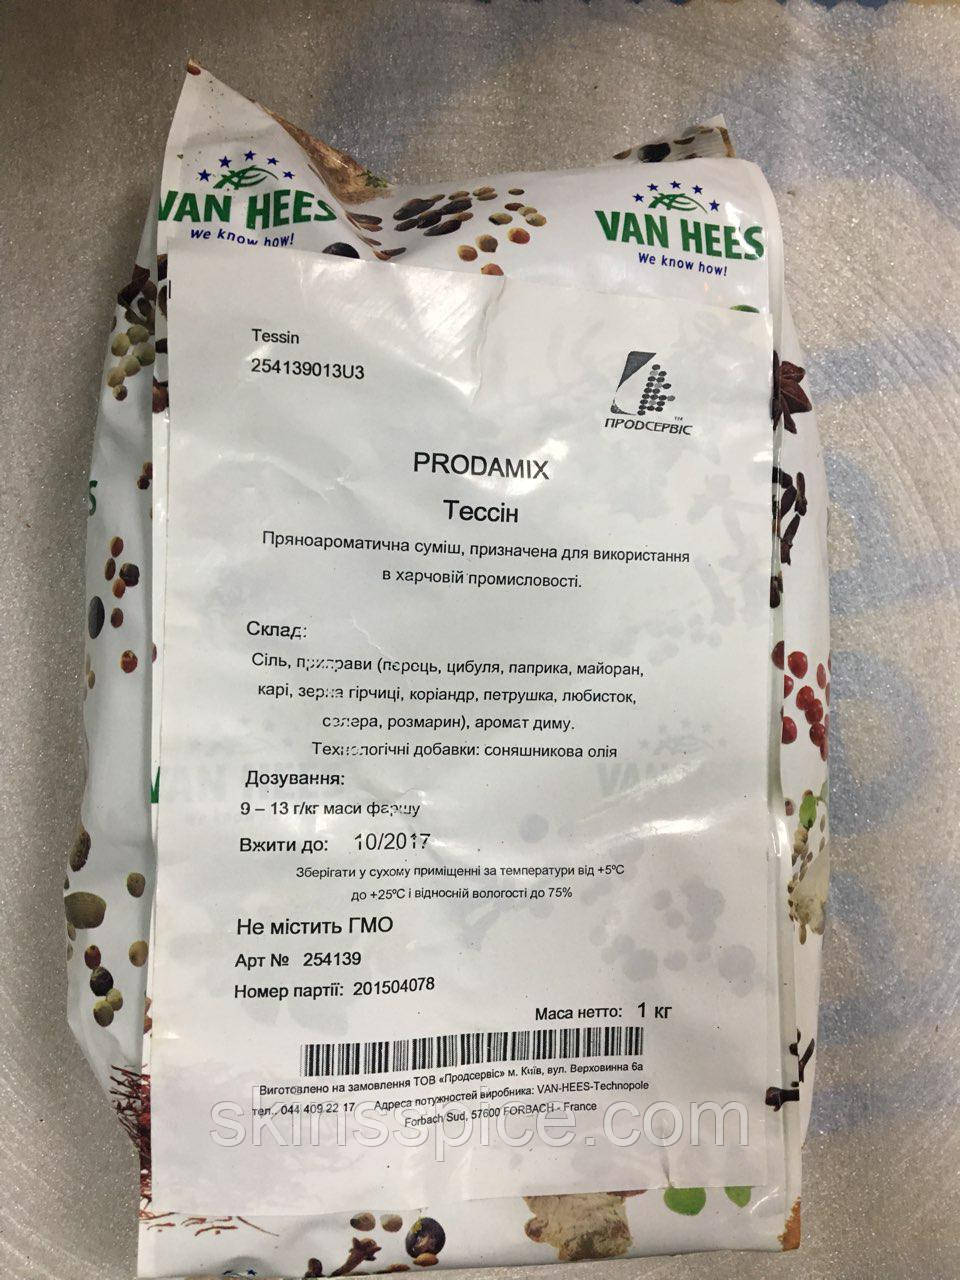 VAN HEES
We know how!
VAN HEES
We know how!
Tessin
254139013U3
ПРОДСЕРВІС™
PRODAMIX
Тессін
Пряноароматична суміш, призначена для використання
в харчовій промисловості.
Склад:
Сіль, приправи (перець, цибуля, паприка, майоран,
карі, зерна гірчиці, коріандр, петрушка, любисток,
селера, розмарин), аромат диму.
Технологічні добавки: соняшникова олія
Дозування:
9 – 13 г/кг маси фаршу
Вжити до: 10/2017
Зберігати у сухому приміщенні за температури від +5ºС
до +25ºС і відносній вологості до 75%
Не містить ГМО
Арт № 254139
Номер партії: 201504078
Маса нетто: 1 кг
Виготовлено на замовлення ТОВ «Продсервіс» м. Київ, вул. Верховинна 6а
тел.. 044 409 22 17 Адреса потужностей виробника: VAN-HEES-Technopole
Forbach Sud, 57600 FORBACH - France
skinsspice.com